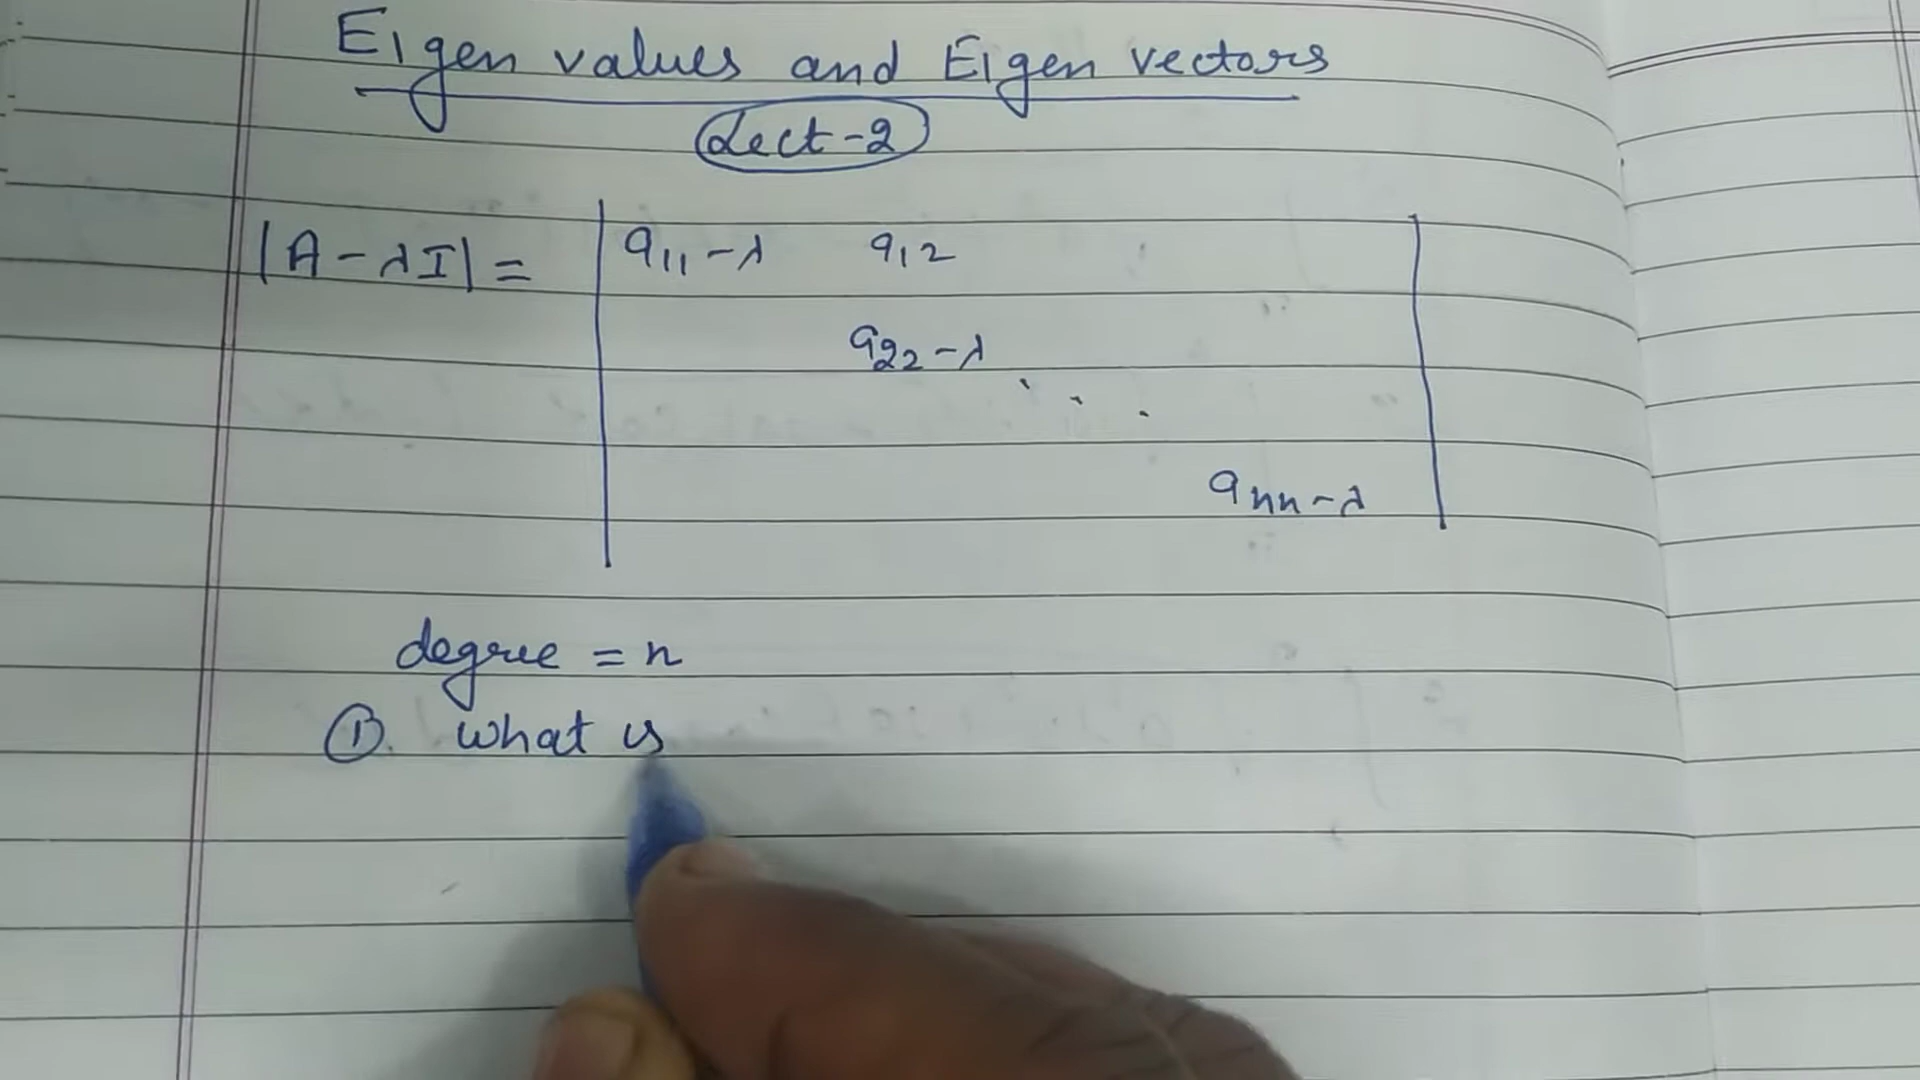 Eigen values and Eigen vectors
Lect-2
|A-λI| = | a11-λ a12 |
a22-λ
. . .
ann-λ
degree = n
①. what is